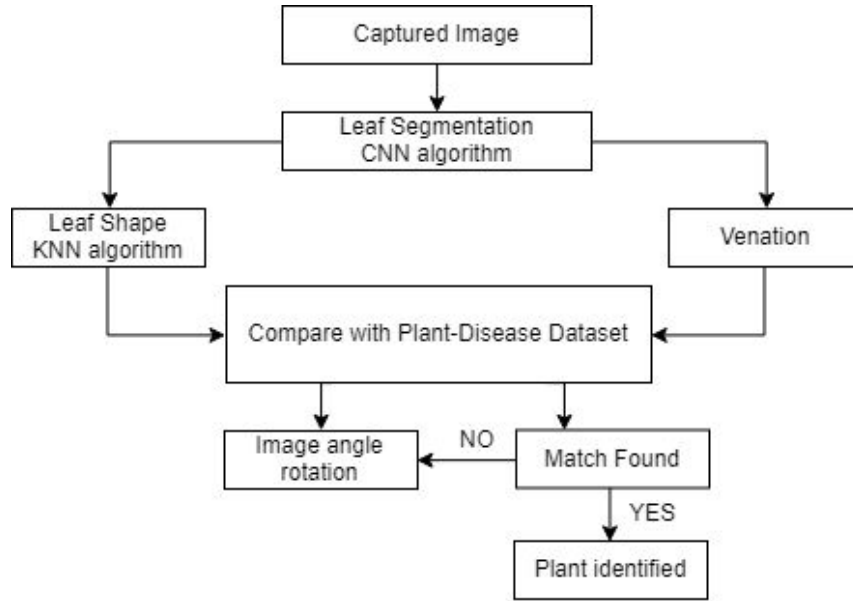 Captured Image
Leaf Segmentation
CNN algorithm
Leaf Shape
KNN algorithm
Venation
Compare with Plant-Disease Dataset
Image angle
rotation
NO
Match Found
YES
Plant identified